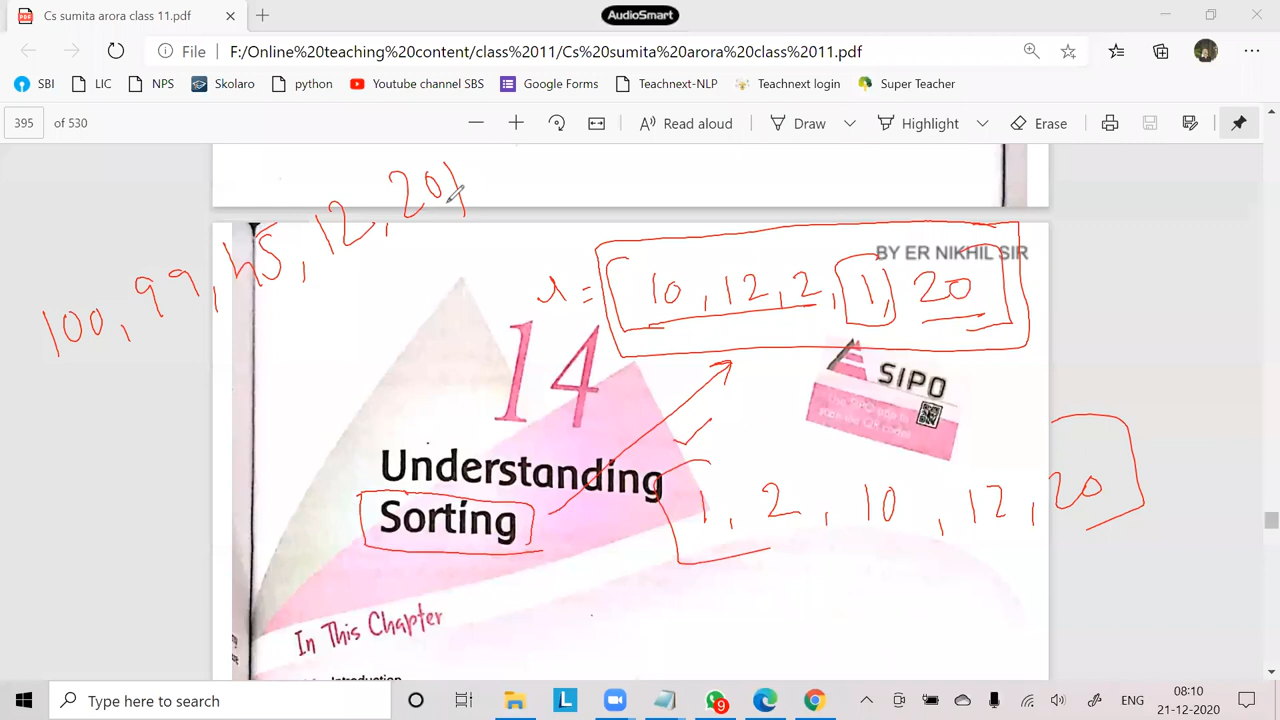 Cs sumita arora class 11.pdf
AudioSmart
File F:/Online%20teaching%20content/class%2011/Cs%20sumita%20arora%20class%2011.pdf
SBI LIC NPS Skolaro python Youtube channel SBS Google Forms Teachnext-NLP Teachnext login Super Teacher
395 of 530 Read aloud Draw Highlight Erase
100, 99, 45, 12, 20
BY ER NIKHIL SIR
= 10, 12, 2, 1, 20
14
SIPO
Understanding
Sorting
1, 2, 10, 12, 20
In This Chapter
Introduction
Type here to search
L
9
ENG
08:10
21-12-2020